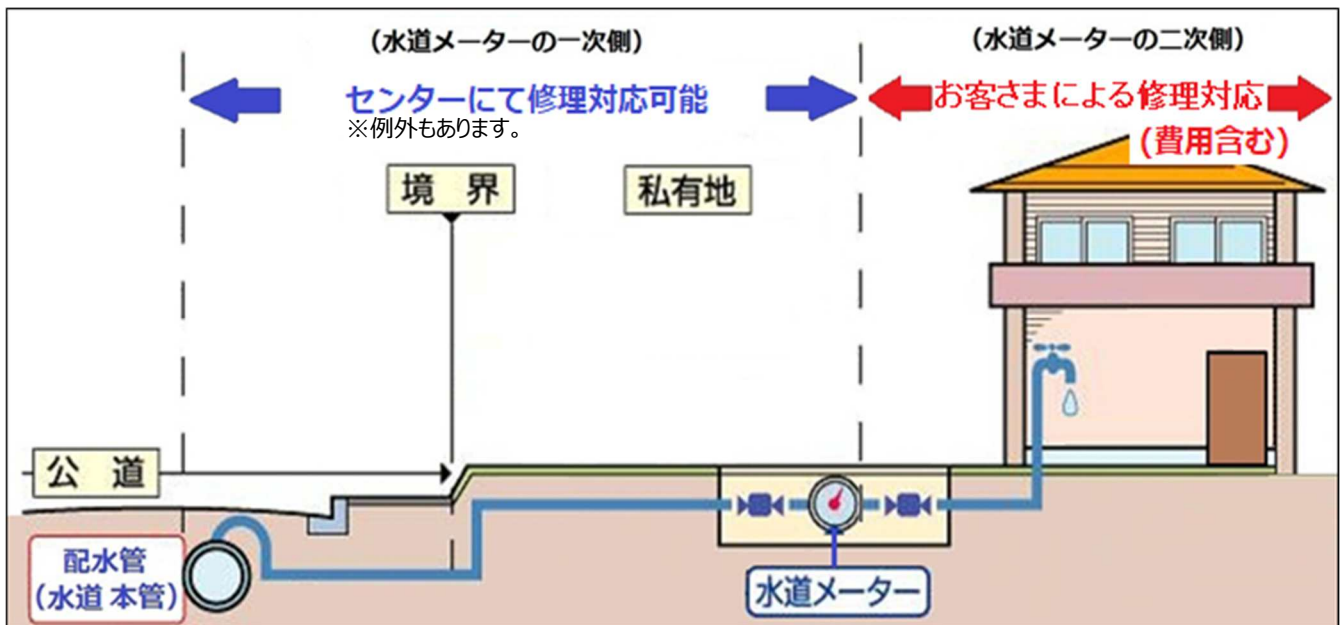 （水道メーターの一次側）
（水道メーターの二次側）
センターにて修理対応可能
※例外もあります。
お客さまによる修理対応
（費用含む）
境　界
私有地
公　道
配水管
（水道 本管）
水道メーター